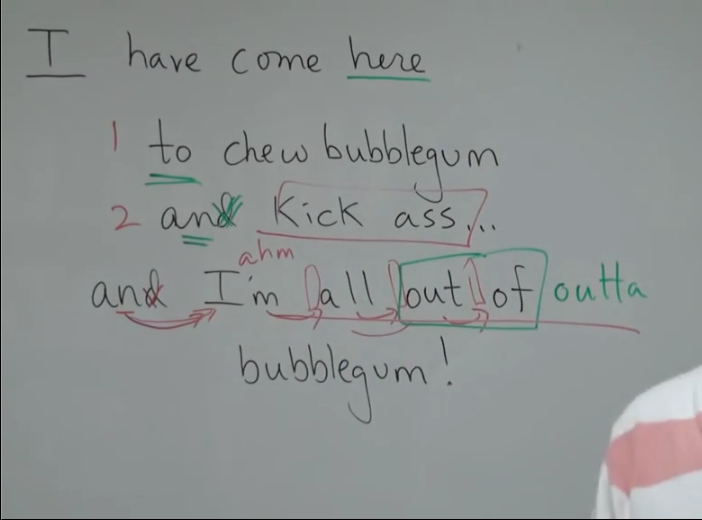 I have come here
1 to chew bubblegum
2 and Kick ass...
ahm
and I'm all out of outta
bubblegum!